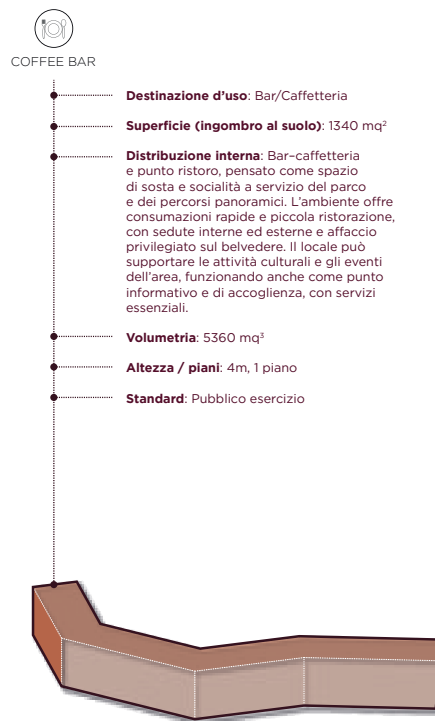 COFFEE BAR
Destinazione d'uso: Bar/Caffetteria
Superficie (ingombro al suolo): 1340 mq²
Distribuzione interna: Bar–caffetteria
e punto ristoro, pensato come spazio
di sosta e socialità a servizio del parco
e dei percorsi panoramici. L'ambiente offre
consumazioni rapide e piccola ristorazione,
con sedute interne ed esterne e affaccio
privilegiato sul belvedere. Il locale può
supportare le attività culturali e gli eventi
dell'area, funzionando anche come punto
informativo e di accoglienza, con servizi
essenziali.
Volumetria: 5360 mq³
Altezza / piani: 4m, 1 piano
Standard: Pubblico esercizio